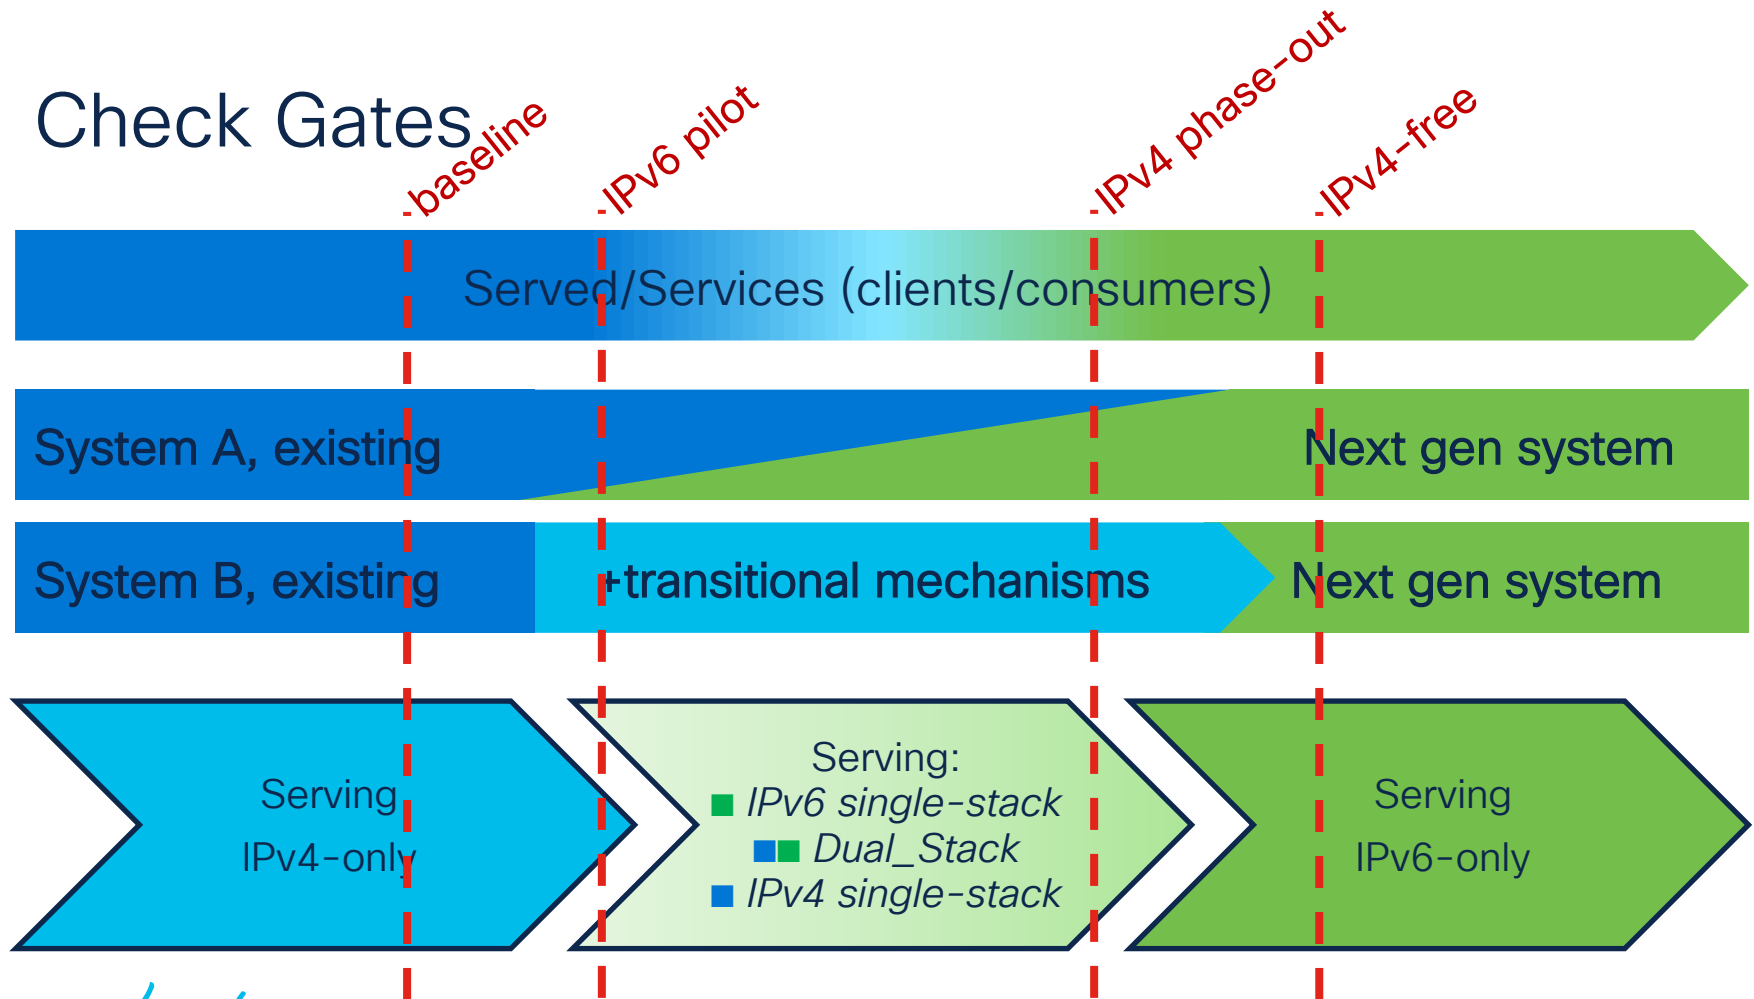 Check Gates
baseline
IPv6 pilot
IPv4 phase-out
IPv4-free
Served/Services (clients/consumers)
System A, existing
Next gen system
System B, existing
+transitional mechanisms
Next gen system
Serving
IPv4-only
Serving:
IPv6 single-stack
Dual_Stack
IPv4 single-stack
Serving
IPv6-only